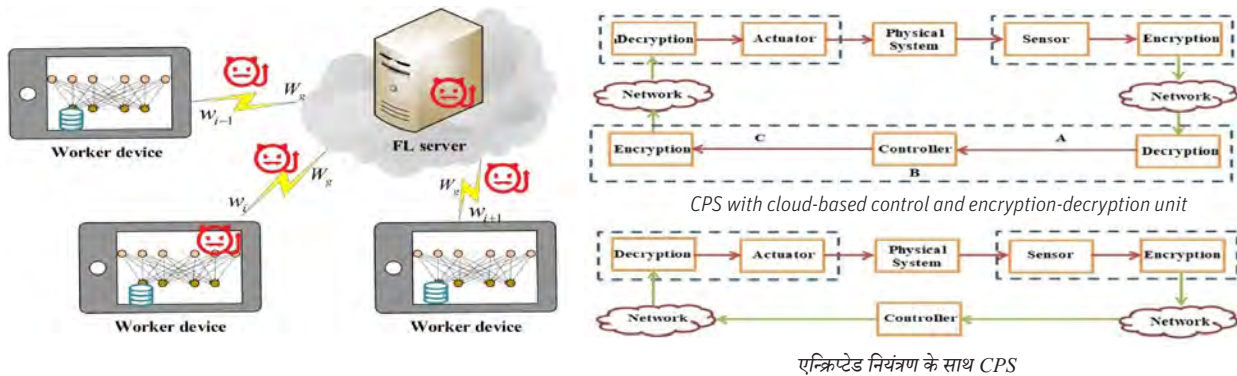 W_g
w_{i-1}
FL server
Worker device
W_g
w_i
W_g
w_{i+1}
Worker device
Worker device
Decryption
Actuator
Physical
System
Sensor
Encryption
Network
Network
Encryption
C
Controller
A
Decryption
B
CPS with cloud-based control and encryption-decryption unit
Decryption
Actuator
Physical
System
Sensor
Encryption
Network
Controller
Network
एन्क्रिप्टेड नियंत्रण के साथ CPS